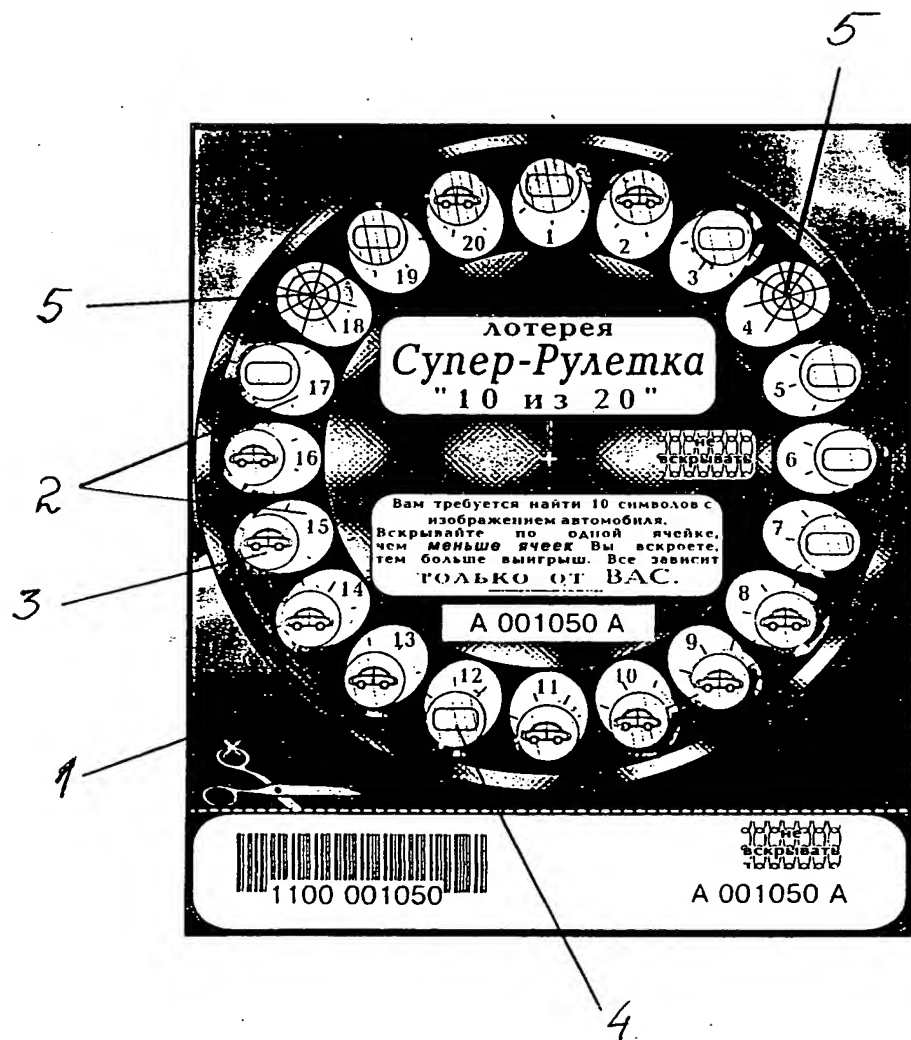 5
20
1
2
19
3
5
18
4
лотерея
Супер-Рулетка
"10 из 20"
17
5
2
16
не
вскрывать
6
Вам требуется найти 10 символов с
изображением автомобиля.
Вскрывайте по одной ячейке,
чем меньше ячеек Вы вскроете,
тем больше выигрыш. Все зависит
ТОЛЬКО ОТ ВАС.
15
7
3
14
8
A 001050 A
13
9
12
11
10
1
1100 001050
не
вскрывать
A 001050 A
4